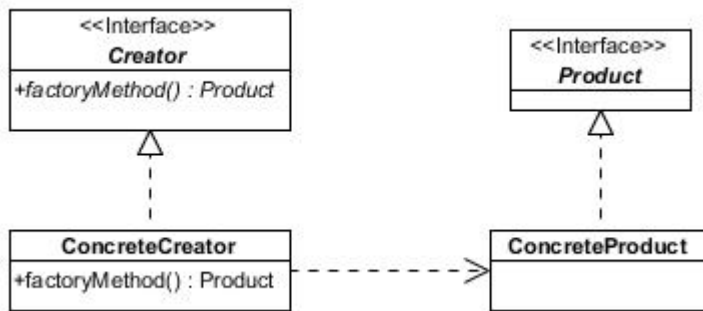 <<Interface>>
Creator
+factoryMethod() : Product
<<Interface>>
Product
ConcreteCreator
+factoryMethod() : Product
ConcreteProduct